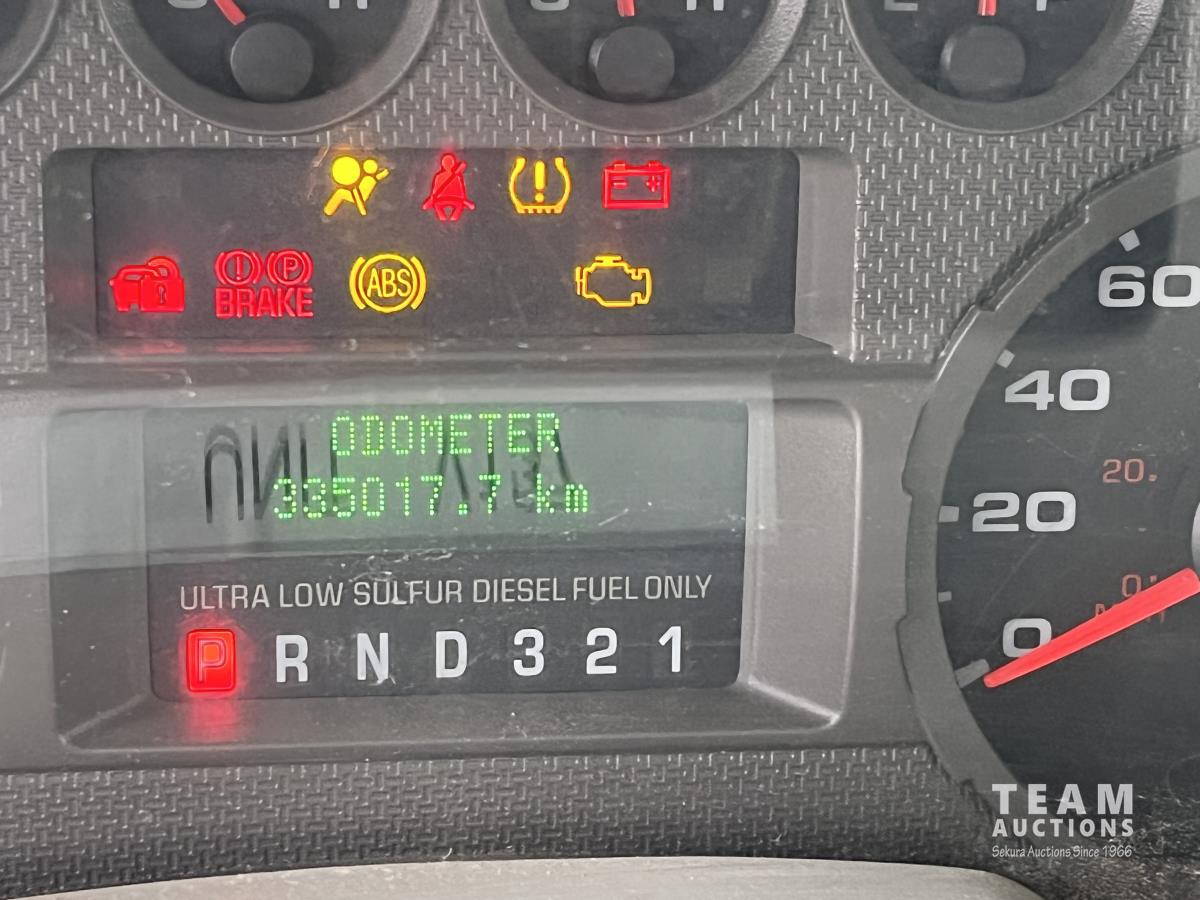 BRAKE
ABS
ODOMETER
335017.7 km
ULTRA LOW SULFUR DIESEL FUEL ONLY
P R N D 3 2 1
60
40
20
0
20.
0
TEAM
AUCTIONS
Sekura Auctions Since 1966